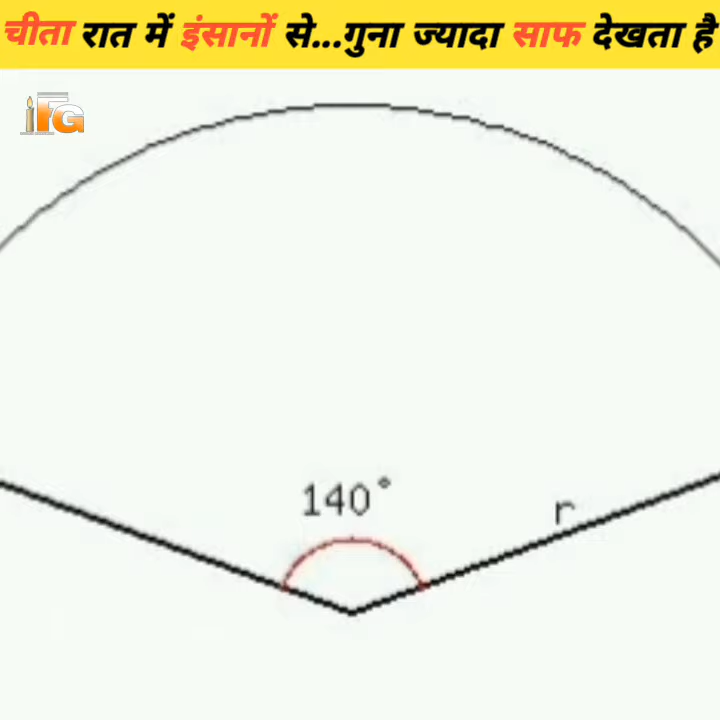 चीता रात में इंसानों से...गुना ज्यादा साफ देखता है
iFG
140°
r